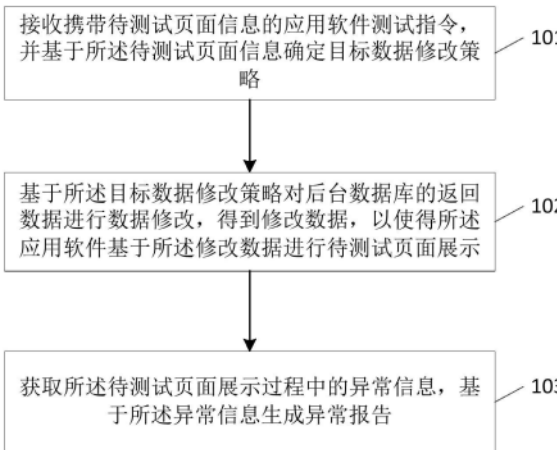 接收携带待测试页面信息的应用软件测试指令，
并基于所述待测试页面信息确定目标数据修改策
略
101
基于所述目标数据修改策略对后台数据库的返回
数据进行数据修改，得到修改数据，以使得所述
应用软件基于所述修改数据进行待测试页面展示
102
获取所述待测试页面展示过程中的异常信息，基
于所述异常信息生成异常报告
103